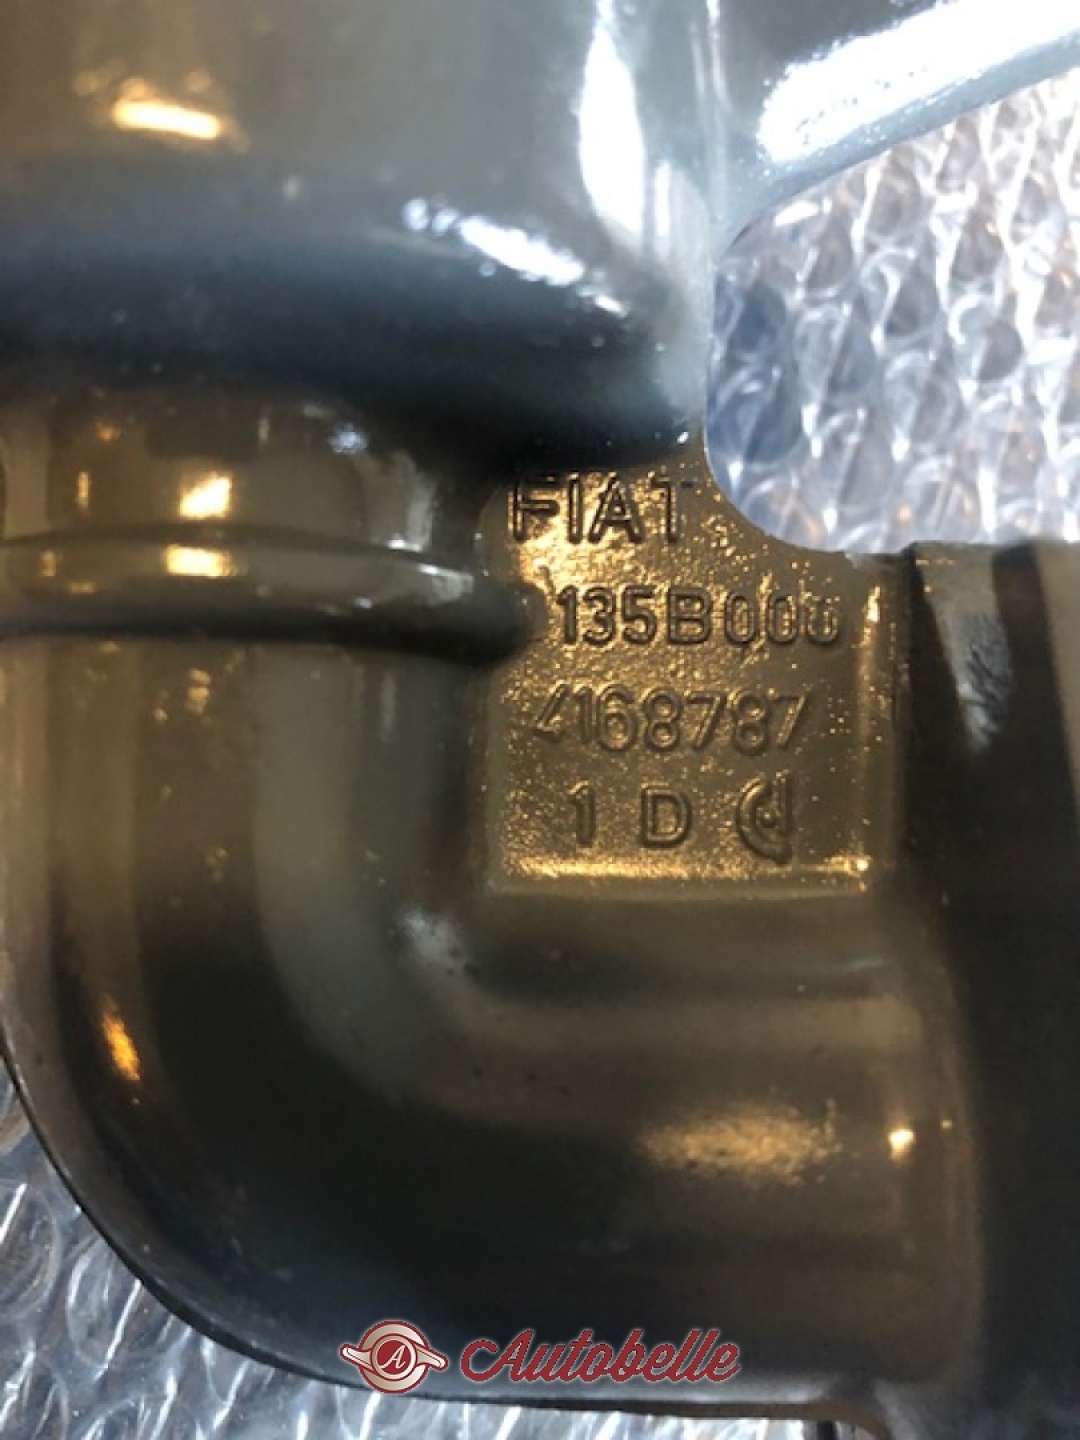 FIAT
135B000
4168787
1 D
A Autobelle